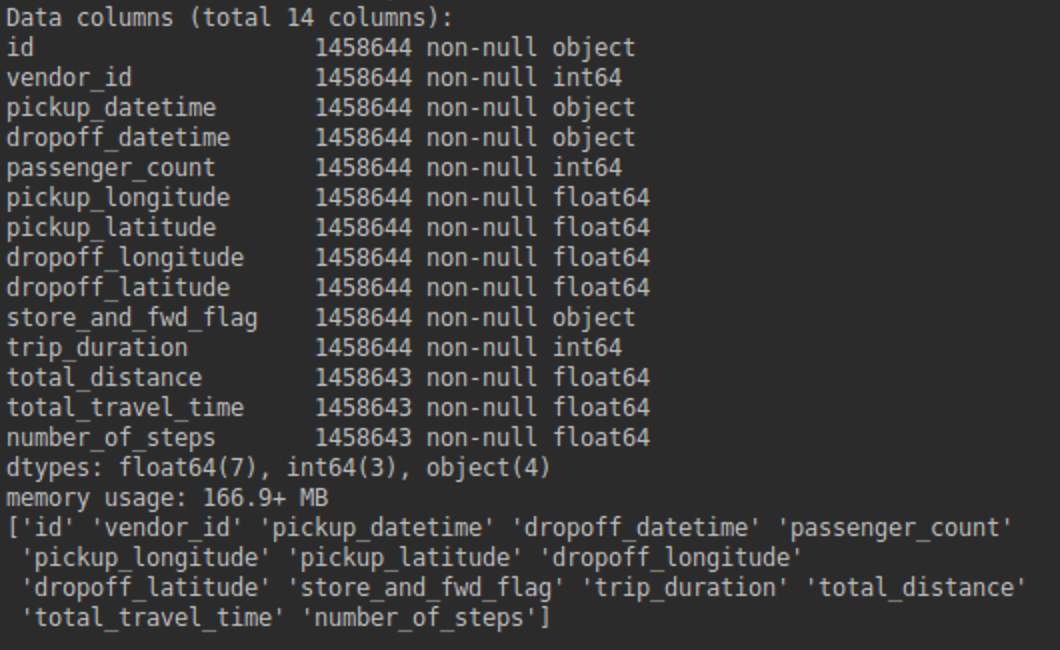 Data columns (total 14 columns):
id                    1458644 non-null object
vendor_id             1458644 non-null int64
pickup_datetime       1458644 non-null object
dropoff_datetime      1458644 non-null object
passenger_count       1458644 non-null int64
pickup_longitude      1458644 non-null float64
pickup_latitude       1458644 non-null float64
dropoff_longitude     1458644 non-null float64
dropoff_latitude      1458644 non-null float64
store_and_fwd_flag    1458644 non-null object
trip_duration         1458644 non-null int64
total_distance        1458643 non-null float64
total_travel_time     1458643 non-null float64
number_of_steps       1458643 non-null float64
dtypes: float64(7), int64(3), object(4)
memory usage: 166.9+ MB
['id' 'vendor_id' 'pickup_datetime' 'dropoff_datetime' 'passenger_count'
 'pickup_longitude' 'pickup_latitude' 'dropoff_longitude'
 'dropoff_latitude' 'store_and_fwd_flag' 'trip_duration' 'total_distance'
 'total_travel_time' 'number_of_steps']